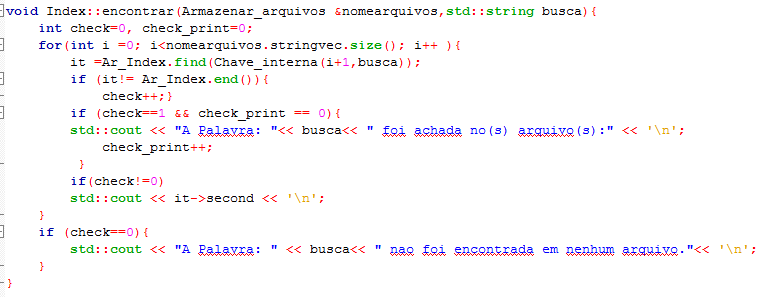 void Index::encontrar(Armazenar_arquivos &nomearquivos,std::string busca){
int check=0, check_print=0;
for(int i =0; i<nomearquivos.stringvec.size(); i++ ){
it =Ar_Index.find(Chave_interna(i+1,busca));
if (it!= Ar_Index.end()){
check++;}
if (check==1 && check_print == 0){
std::cout << "A Palavra: "<< busca<< " foi achada no(s) arquivo(s):" << '\n';
check_print++;
}
if(check!=0)
std::cout << it->second << '\n';
}
if (check==0){
std::cout << "A Palavra: " << busca<< " nao foi encontrada em nenhum arquivo."<< '\n';
}
}